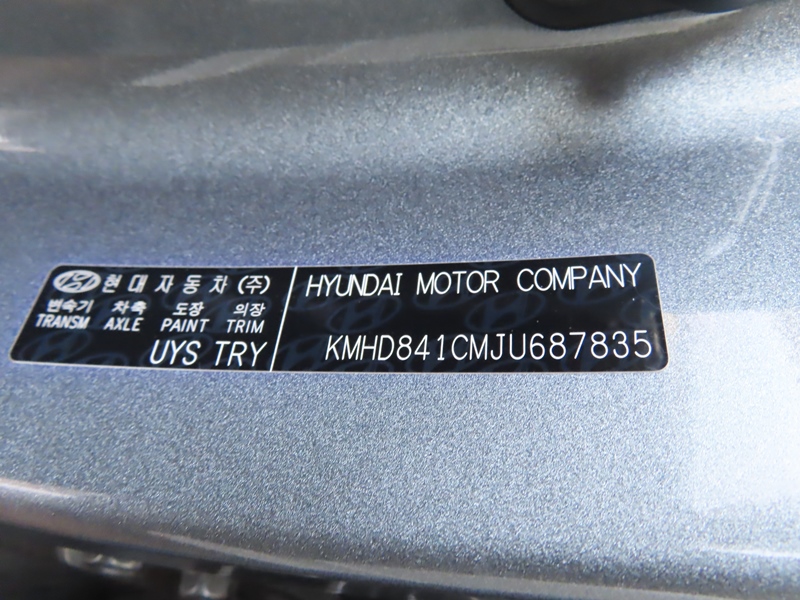 현대자동차(주)
변속기 차축 도장 의장
TRANSM AXLE PAINT TRIM
UYS TRY
HYUNDAI MOTOR COMPANY
KMHD841CMJU687835